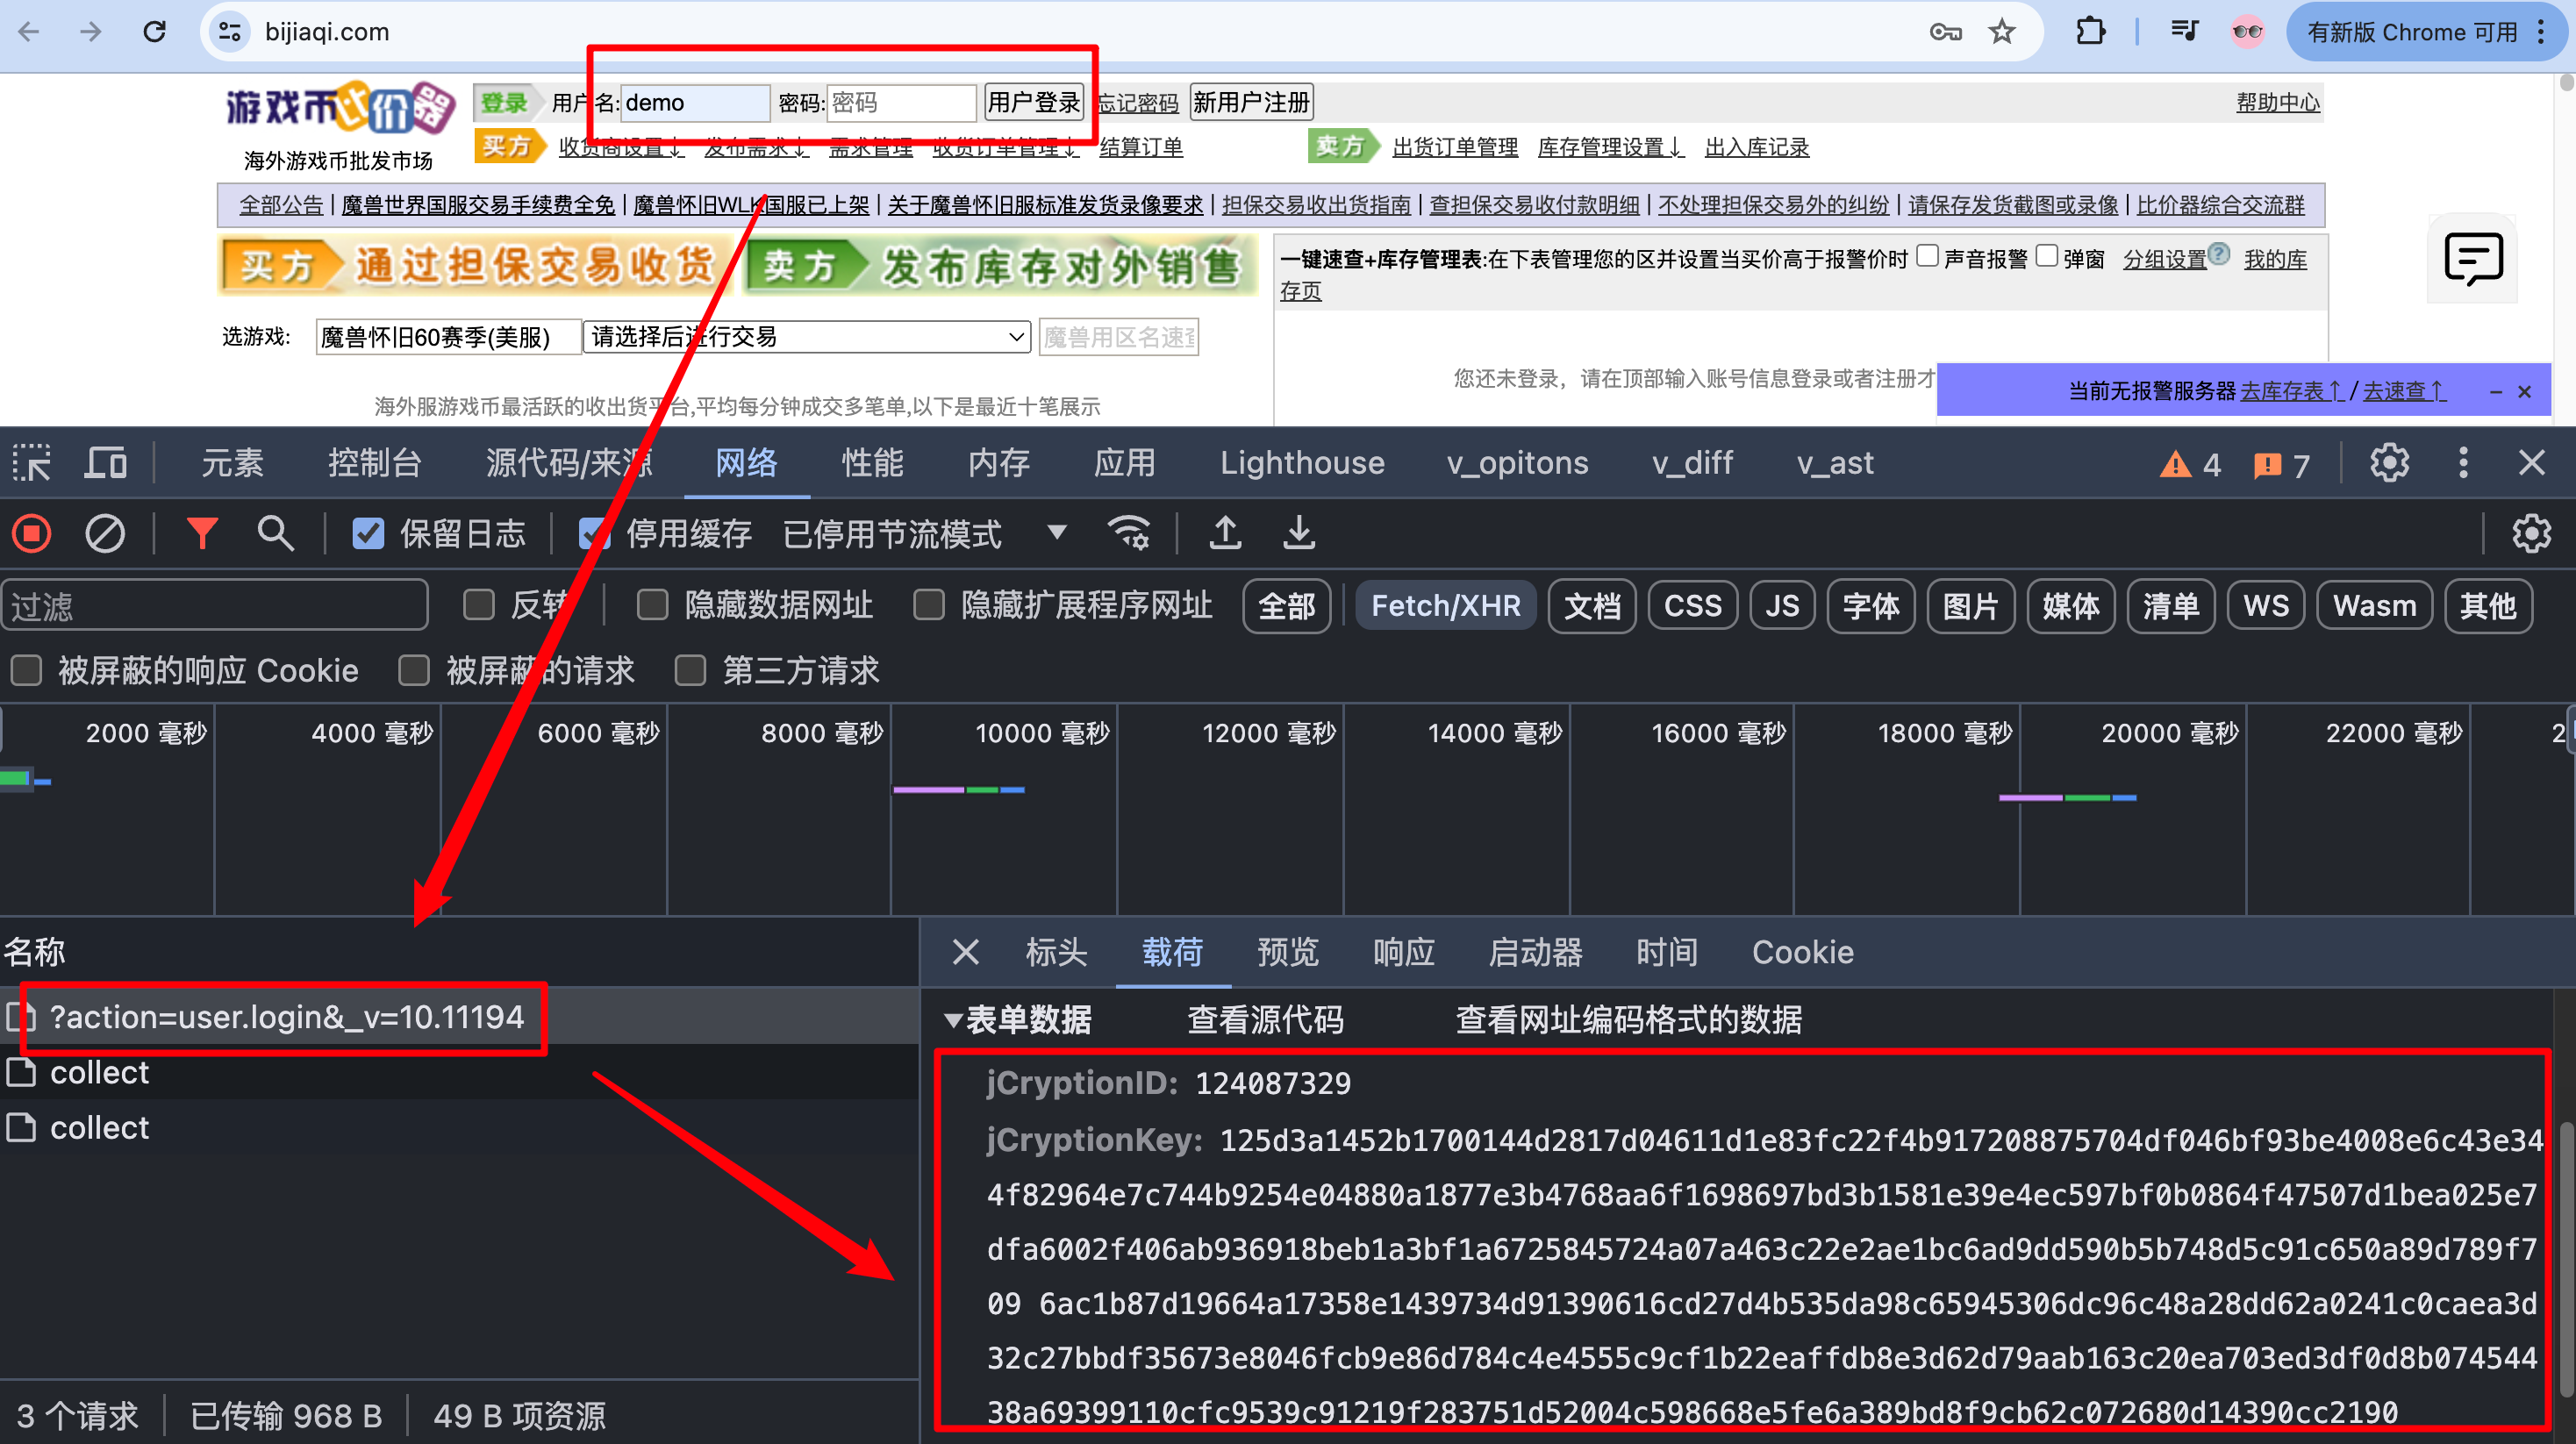 bijiaqi.com
有新版 Chrome 可用
游戏币比价器
登录 用户名: demo 密码: 密码 用户登录 忘记密码 新用户注册 帮助中心
海外游戏币批发市场
买方 收货商设置↓ 发布需求↓ 需求管理 收货订单管理↓ 结算订单 卖方 出货订单管理 库存管理设置↓ 出入库记录
全部公告 | 魔兽世界国服交易手续费全免 | 魔兽怀旧WLK国服已上架 | 关于魔兽怀旧服标准发货录像要求 | 担保交易收出货指南 | 查担保交易收付款明细 | 不处理担保交易外的纠纷 | 请保存发货截图或录像 | 比价器综合交流群
买方 通过担保交易收货 卖方 发布库存对外销售
一键速查+库存管理表:在下表管理您的区并设置当买价高于报警价时 声音报警 弹窗 分组设置 ? 我的库
存页
选游戏: 魔兽怀旧60赛季(美服) 请选择后进行交易 魔兽用区名速查
您还未登录，请在顶部输入账号信息登录或者注册才
当前无报警服务器 去库存表↑ / 去速查↑ – ×
海外服游戏币最活跃的收出货平台,平均每分钟成交多笔单,以下是最近十笔展示
元素 控制台 源代码/来源 网络 性能 内存 应用 Lighthouse v_opitons v_diff v_ast 4 7
保留日志 停用缓存 已停用节流模式
过滤 反转 隐藏数据网址 隐藏扩展程序网址 全部 Fetch/XHR 文档 CSS JS 字体 图片 媒体 清单 WS Wasm 其他
被屏蔽的响应 Cookie 被屏蔽的请求 第三方请求
2000 毫秒 4000 毫秒 6000 毫秒 8000 毫秒 10000 毫秒 12000 毫秒 14000 毫秒 16000 毫秒 18000 毫秒 20000 毫秒 22000 毫秒 2
名称
?action=user.login&_v=10.11194
collect
collect
3 个请求 已传输 968 B 49 B 项资源
标头 载荷 预览 响应 启动器 时间 Cookie
表单数据 查看源代码 查看网址编码格式的数据
jCryptionID: 124087329
jCryptionKey: 125d3a1452b1700144d2817d04611d1e83fc22f4b917208875704df046bf93be4008e6c43e34
4f82964e7c744b9254e04880a1877e3b4768aa6f1698697bd3b1581e39e4ec597bf0b0864f47507d1bea025e7
dfa6002f406ab936918beb1a3bf1a6725845724a07a463c22e2ae1bc6ad9dd590b5b748d5c91c650a89d789f7
09 6ac1b87d19664a17358e1439734d91390616cd27d4b535da98c65945306dc96c48a28dd62a0241c0caea3d
32c27bbdf35673e8046fcb9e86d784c4e4555c9cf1b22eaffdb8e3d62d79aab163c20ea703ed3df0d8b074544
38a69399110cfc9539c91219f283751d52004c598668e5fe6a389bd8f9cb62c072680d14390cc2190